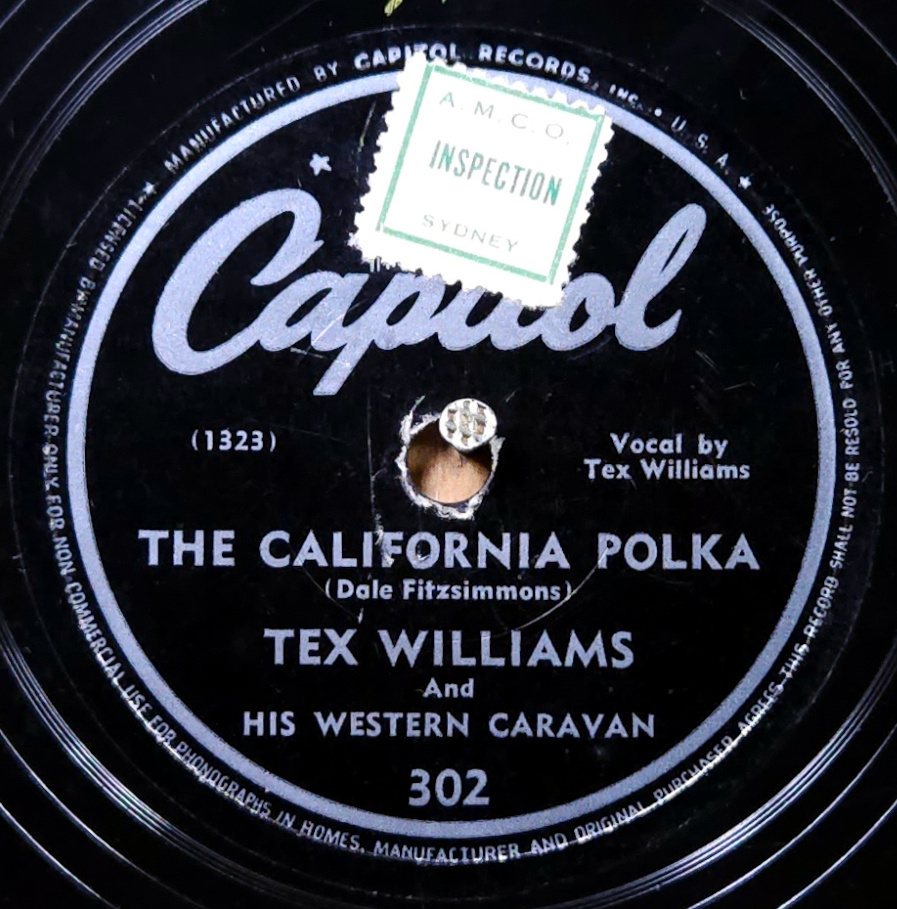 MANUFACTURED BY CAPITOL RECORDS, INC. • U. S. A.
A. M. C. O.
INSPECTION
SYDNEY
Capitol
(1323)
Vocal by
Tex Williams
THE CALIFORNIA POLKA
(Dale Fitzsimmons)
TEX WILLIAMS
And
HIS WESTERN CARAVAN
302
LICENSED BY MANUFACTURER ONLY FOR NON-COMMERCIAL USE FOR PHONOGRAPHS IN HOMES. MANUFACTURER AND ORIGINAL PURCHASER AGREES THIS RECORD SHALL NOT BE RESOLD FOR ANY OTHER PURPOSE